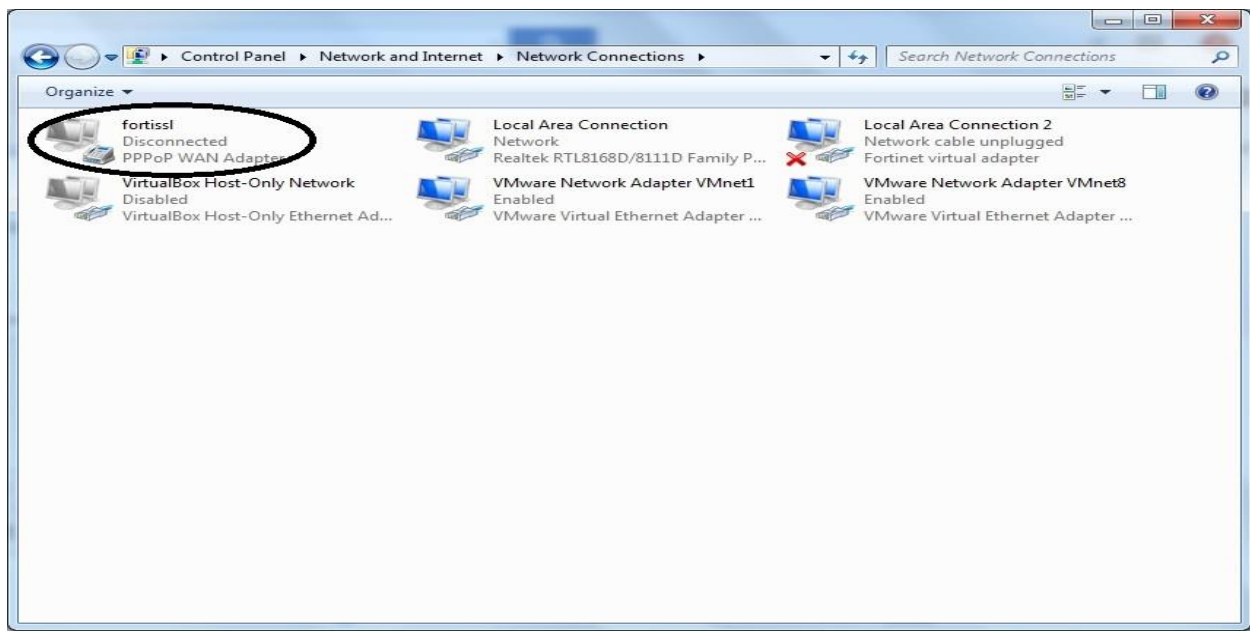 Control Panel ▸ Network and Internet ▸ Network Connections ▸
Search Network Connections
Organize
fortissl
Disconnected
PPPoP WAN Adapter
Local Area Connection
Network
Realtek RTL8168D/8111D Family P...
Local Area Connection 2
Network cable unplugged
Fortinet virtual adapter
VirtualBox Host-Only Network
Disabled
VirtualBox Host-Only Ethernet Ad...
VMware Network Adapter VMnet1
Enabled
VMware Virtual Ethernet Adapter ...
VMware Network Adapter VMnet8
Enabled
VMware Virtual Ethernet Adapter ...